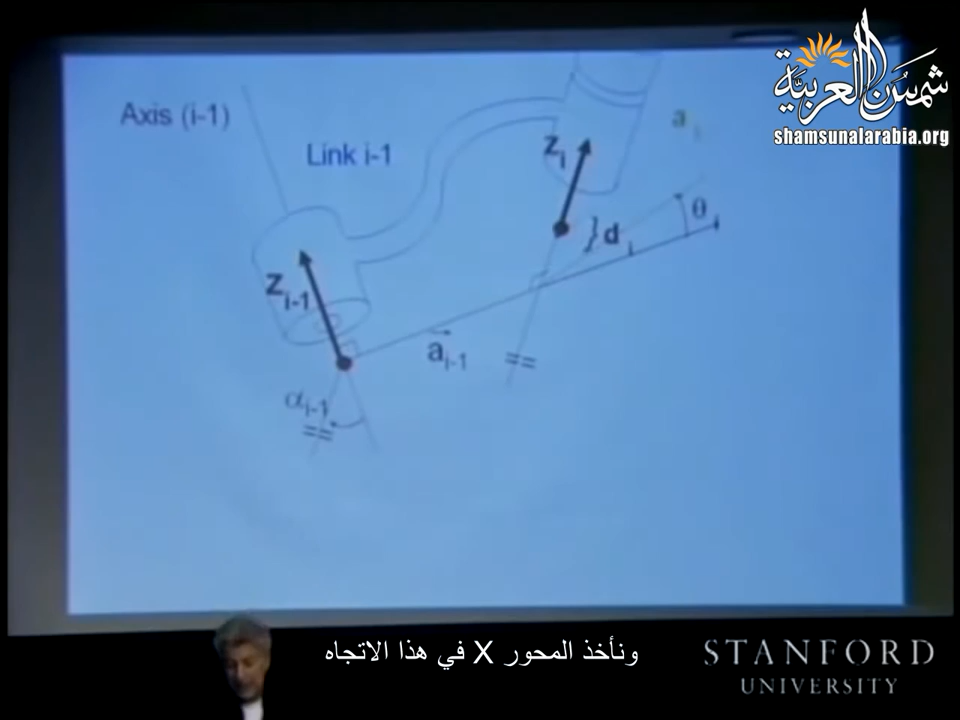 شمس العربية
shamsunalarabia.org
Axis (i-1)
Link i-1
a i
Z i
θ i
d i
Z i-1
a i-1
α i-1
ونأخذ المحور X في هذا الاتجاه
STANFORD
UNIVERSITY